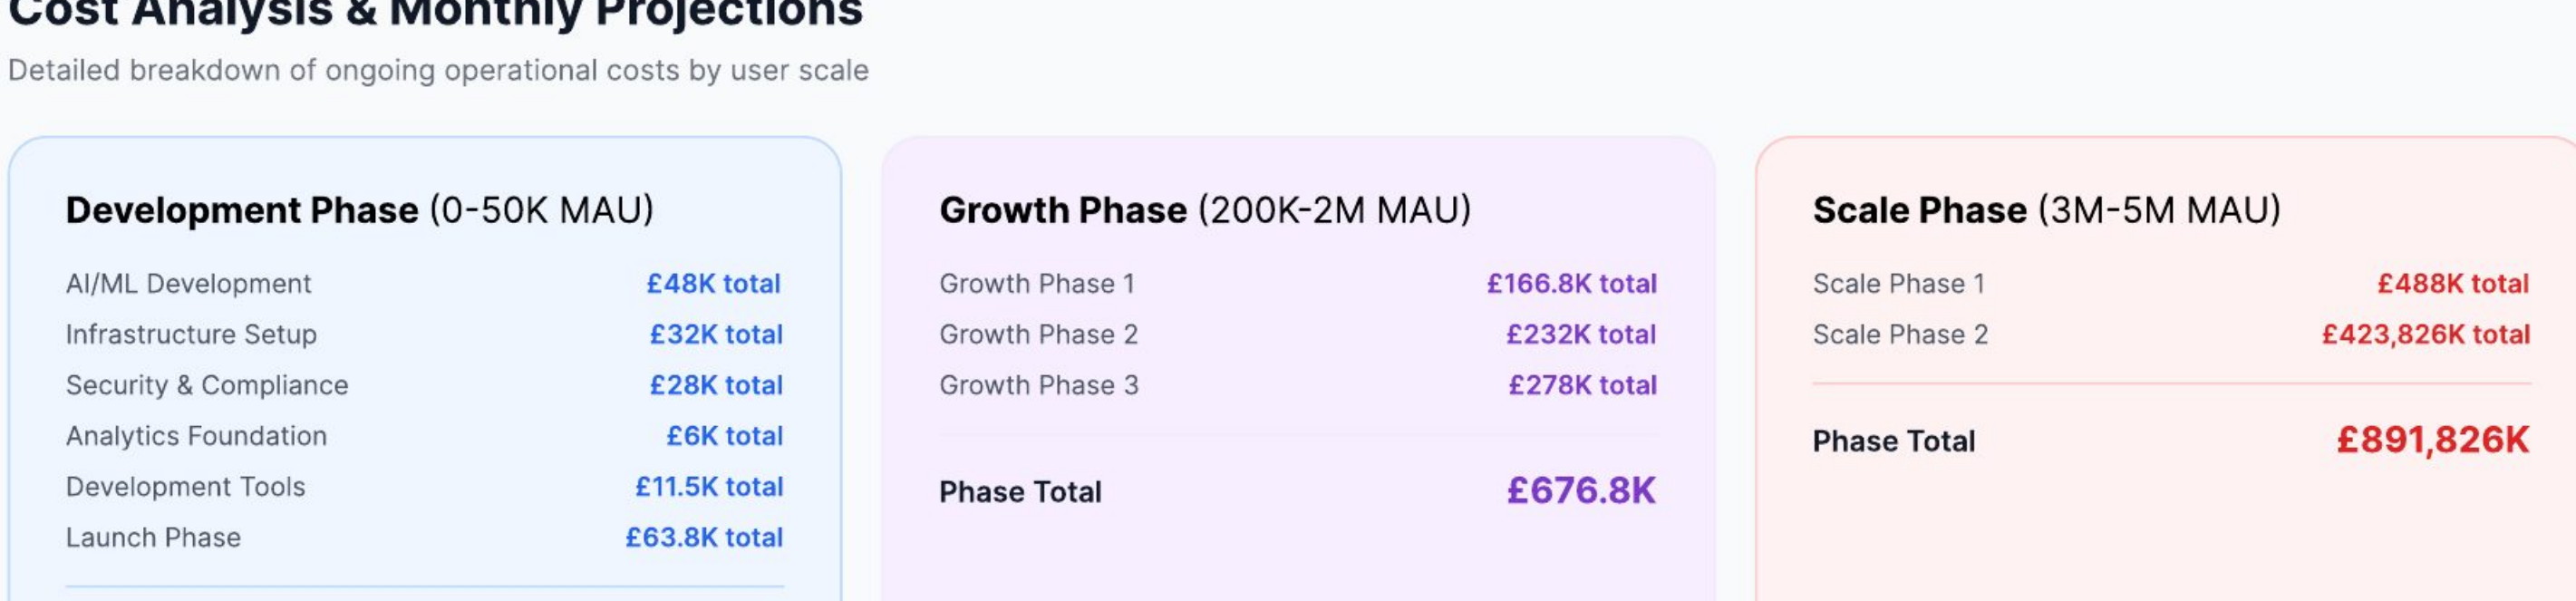 Cost Analysis & Monthly Projections
Detailed breakdown of ongoing operational costs by user scale
Development Phase (0-50K MAU)
AI/ML Development £48K total
Infrastructure Setup £32K total
Security & Compliance £28K total
Analytics Foundation £6K total
Development Tools £11.5K total
Launch Phase £63.8K total
Growth Phase (200K-2M MAU)
Growth Phase 1 £166.8K total
Growth Phase 2 £232K total
Growth Phase 3 £278K total
Phase Total £676.8K
Scale Phase (3M-5M MAU)
Scale Phase 1 £488K total
Scale Phase 2 £423,826K total
Phase Total £891,826K